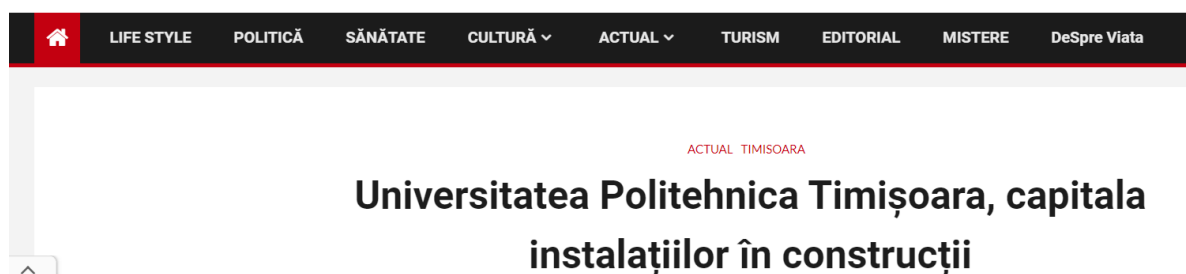 LIFE STYLE POLITICĂ SĂNĂTATE CULTURĂ ACTUAL TURISM EDITORIAL MISTERE DeSpre Viata
ACTUAL TIMISOARA
Universitatea Politehnica Timișoara, capitala
instalațiilor în construcții